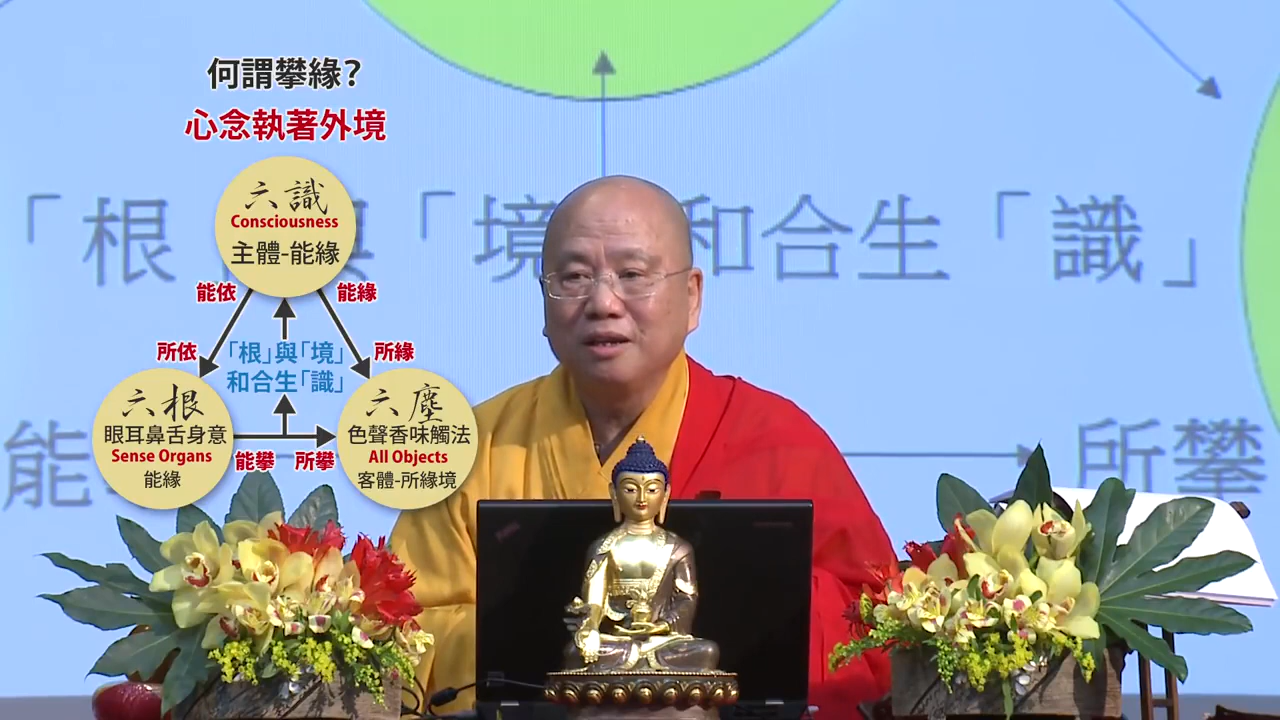 何謂攀緣？
心念執著外境
六識
Consciousness
主體-能緣
能依
能緣
所依
所緣
「根」與「境」
和合生「識」
六根
眼耳鼻舌身意
Sense Organs
能緣
能攀
所攀
六塵
色聲香味觸法
All Objects
客體-所緣境
「根」與「境」和合生「識」
能
所攀